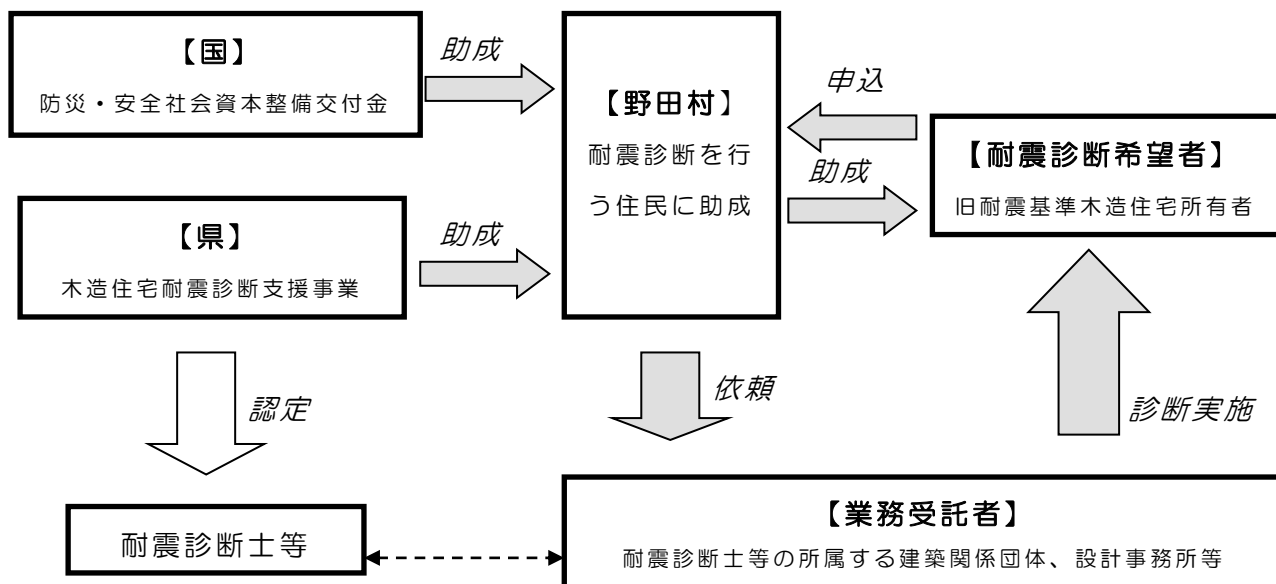 【国】
防災・安全社会資本整備交付金
助成
【野田村】
耐震診断を行
う住民に助成
申込
助成
【耐震診断希望者】
旧耐震基準木造住宅所有者
【県】
木造住宅耐震診断支援事業
助成
認定
依頼
診断実施
耐震診断士等
【業務受託者】
耐震診断士等の所属する建築関係団体、設計事務所等